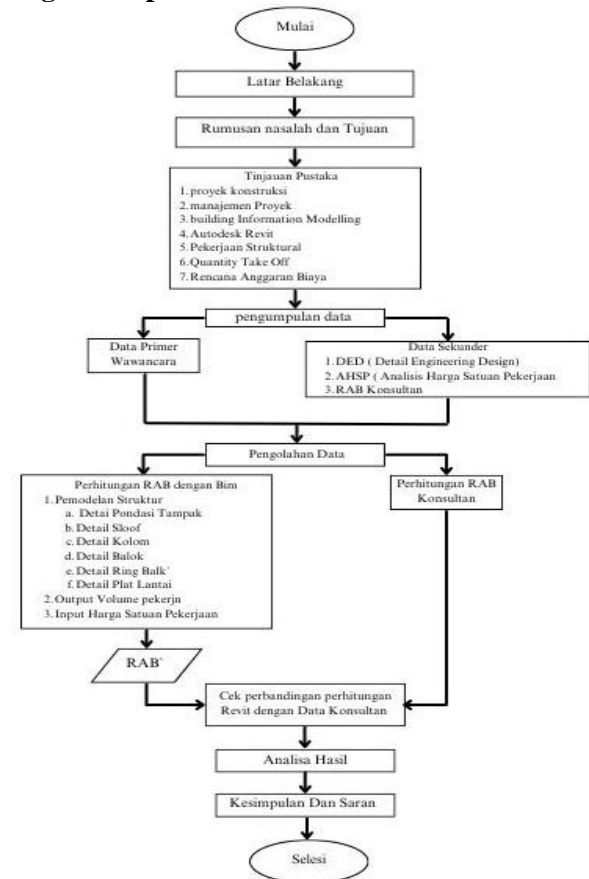 Mulai
Latar Belakang
Rumusan nasalah dan Tujuan
Tinjauan Pustaka
1. proyek konstruksi
2. manajemen Proyek
3. building Information Modelling
4. Autodesk Revit
5. Pekerjaan Struktural
6. Quantity Take Off
7. Rencana Anggaran Biaya
pengumpulan data
Data Primer
Wawancara
Data Sekunder
1. DED ( Detail Engineering Design)
2. AHSP ( Analisis Harga Satuan Pekerjaan
3. RAB Konsultan
Pengolahan Data
Perhitungan RAB dengan Bim
1. Pemodelan Struktur
a. Detai Pondasi Tampak
b. Detail Sloof
c. Detail Kolom
d. Detail Balok
e. Detail Ring Balk`
f. Detail Plat Lantai
2. Output Volume pekerjn
3. Input Harga Satuan Pekerjaan
Perhitungan RAB
Konsultan
RAB`
Cek perbandingan perhitungan
Revit dengan Data Konsultan
Analisa Hasil
Kesimpulan Dan Saran
Selesi